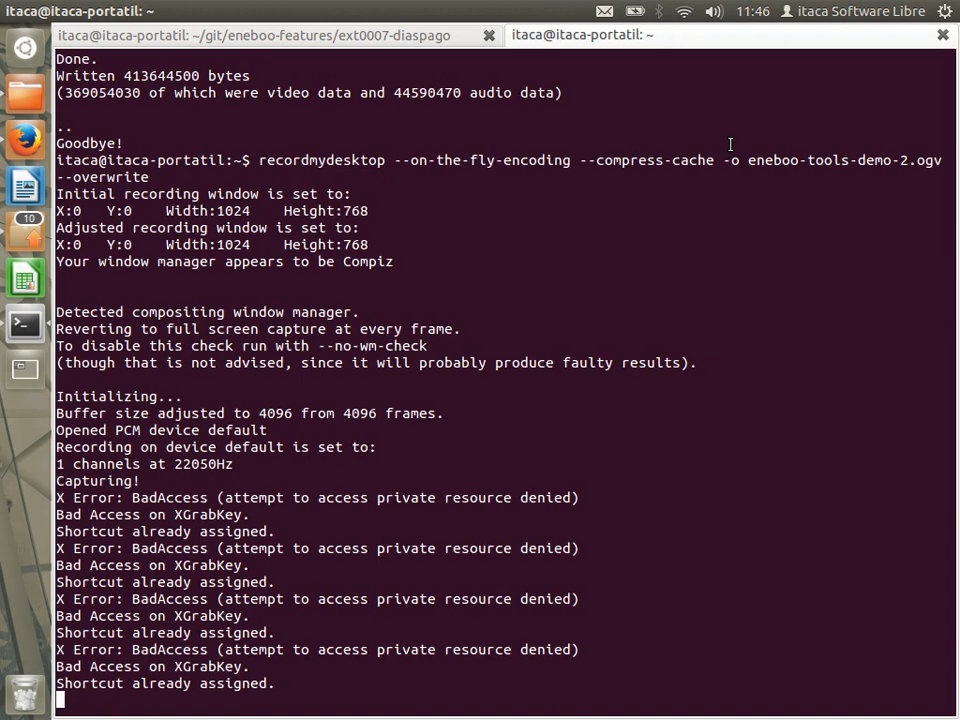 itaca@itaca-portatil: ~
11:46
itaca Software Libre
itaca@itaca-portatil: ~/git/eneboo-features/ext0007-diaspago
itaca@itaca-portatil: ~
10
Done.
Written 413644500 bytes
(369054030 of which were video data and 44590470 audio data)
..
Goodbye!
itaca@itaca-portatil:~$ recordmydesktop --on-the-fly-encoding --compress-cache -o eneboo-tools-demo-2.ogv
--overwrite
Initial recording window is set to:
X:0   Y:0    Width:1024    Height:768
Adjusted recording window is set to:
X:0   Y:0    Width:1024    Height:768
Your window manager appears to be Compiz
Detected compositing window manager.
Reverting to full screen capture at every frame.
To disable this check run with --no-wm-check
(though that is not advised, since it will probably produce faulty results).
Initializing...
Buffer size adjusted to 4096 from 4096 frames.
Opened PCM device default
Recording on device default is set to:
1 channels at 22050Hz
Capturing!
X Error: BadAccess (attempt to access private resource denied)
Bad Access on XGrabKey.
Shortcut already assigned.
X Error: BadAccess (attempt to access private resource denied)
Bad Access on XGrabKey.
Shortcut already assigned.
X Error: BadAccess (attempt to access private resource denied)
Bad Access on XGrabKey.
Shortcut already assigned.
X Error: BadAccess (attempt to access private resource denied)
Bad Access on XGrabKey.
Shortcut already assigned.